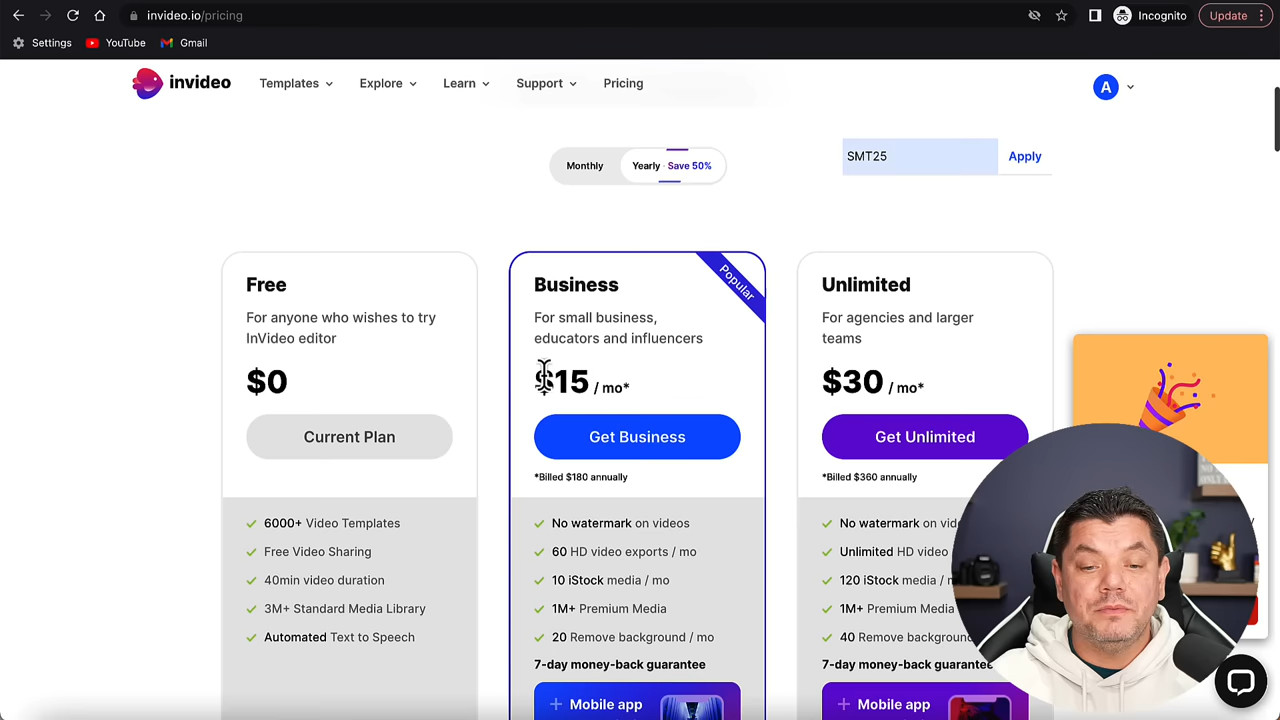 invideo.io/pricing
Incognito
Update
Settings
YouTube
Gmail
invideo
Templates
Explore
Learn
Support
Pricing
A
Monthly
Yearly · Save 50%
SMT25
Apply
Free
For anyone who wishes to try
InVideo editor
$0
Current Plan
6000+ Video Templates
Free Video Sharing
40min video duration
3M+ Standard Media Library
Automated Text to Speech
Popular
Business
For small business,
educators and influencers
$15 / mo*
Get Business
*Billed $180 annually
No watermark on videos
60 HD video exports / mo
10 iStock media / mo
1M+ Premium Media
20 Remove background / mo
7-day money-back guarantee
+ Mobile app
Unlimited
For agencies and larger
teams
$30 / mo*
Get Unlimited
*Billed $360 annually
No watermark on
Unlimited HD video
120 iStock media /
1M+ Premium Media
40 Remove
7-day money-back
+ Mobile app